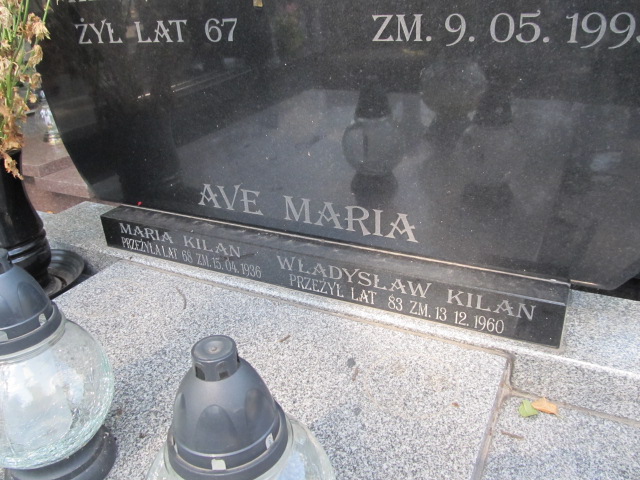 ŻYŁ LAT 67
ZM. 9. 05. 199
AVE MARIA
MARIA KILAN
PRZEŻYŁA LAT 68 ZM. 15. 04. 1936
WŁADYSŁAW KILAN
PRZEŻYŁ LAT 83 ZM. 13 12. 1960